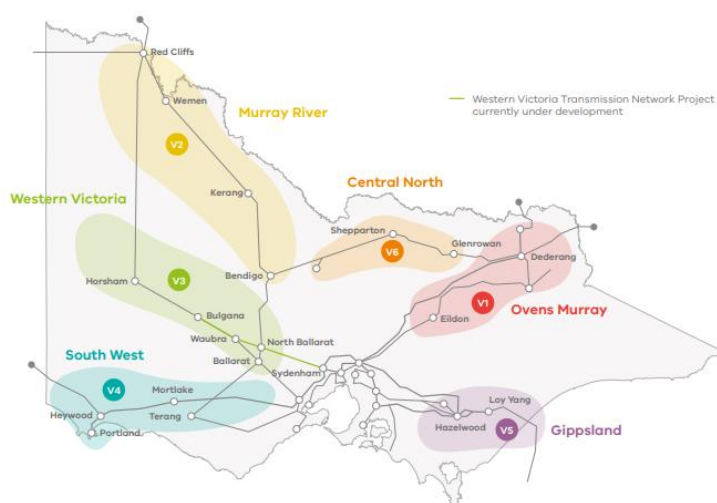 Red Cliffs
Wemen
Murray River
Western Victoria Transmission Network Project
currently under development
V2
Central North
Kerang
Western Victoria
Shepparton
Glenrowan
V6
Dederang
Bendigo
V3
Horsham
V1
Ovens Murray
Bulgana
Eildon
Waubra
North Ballarat
South West
Ballarat
Sydenham
V4
Mortlake
Loy Yang
Heywood
Terang
Hazelwood
V5
Gippsland
Portland